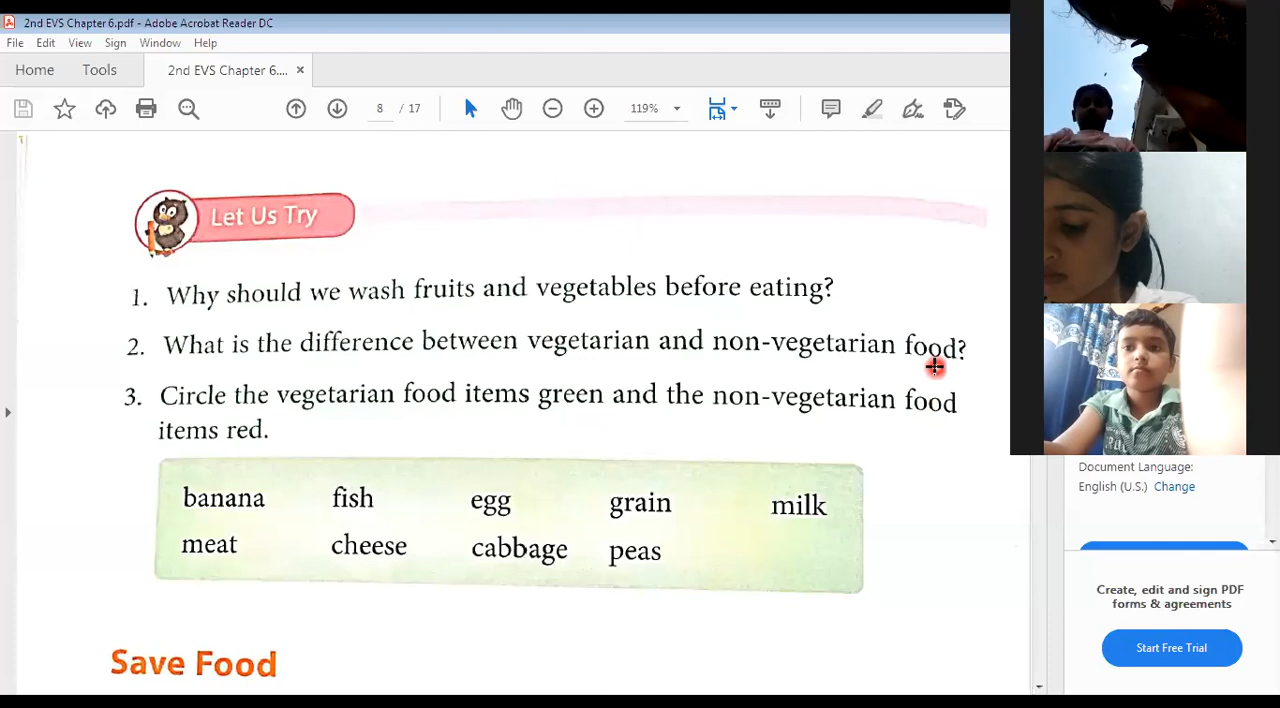 2nd EVS Chapter 6.pdf - Adobe Acrobat Reader DC
File Edit View Sign Window Help
Home Tools 2nd EVS Chapter 6.... ×
8 / 17 119%
Let Us Try
1. Why should we wash fruits and vegetables before eating?
2. What is the difference between vegetarian and non-vegetarian food?
3. Circle the vegetarian food items green and the non-vegetarian food
items red.
banana fish egg grain milk
meat cheese cabbage peas
Save Food
Document Language:
English (U.S.) Change
Create, edit and sign PDF
forms & agreements
Start Free Trial